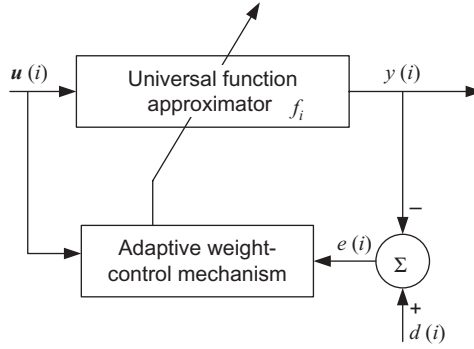 u (i)
Universal function
approximator f_i
y (i)
Adaptive weight-
control mechanism
e (i)
−
Σ
+
d (i)